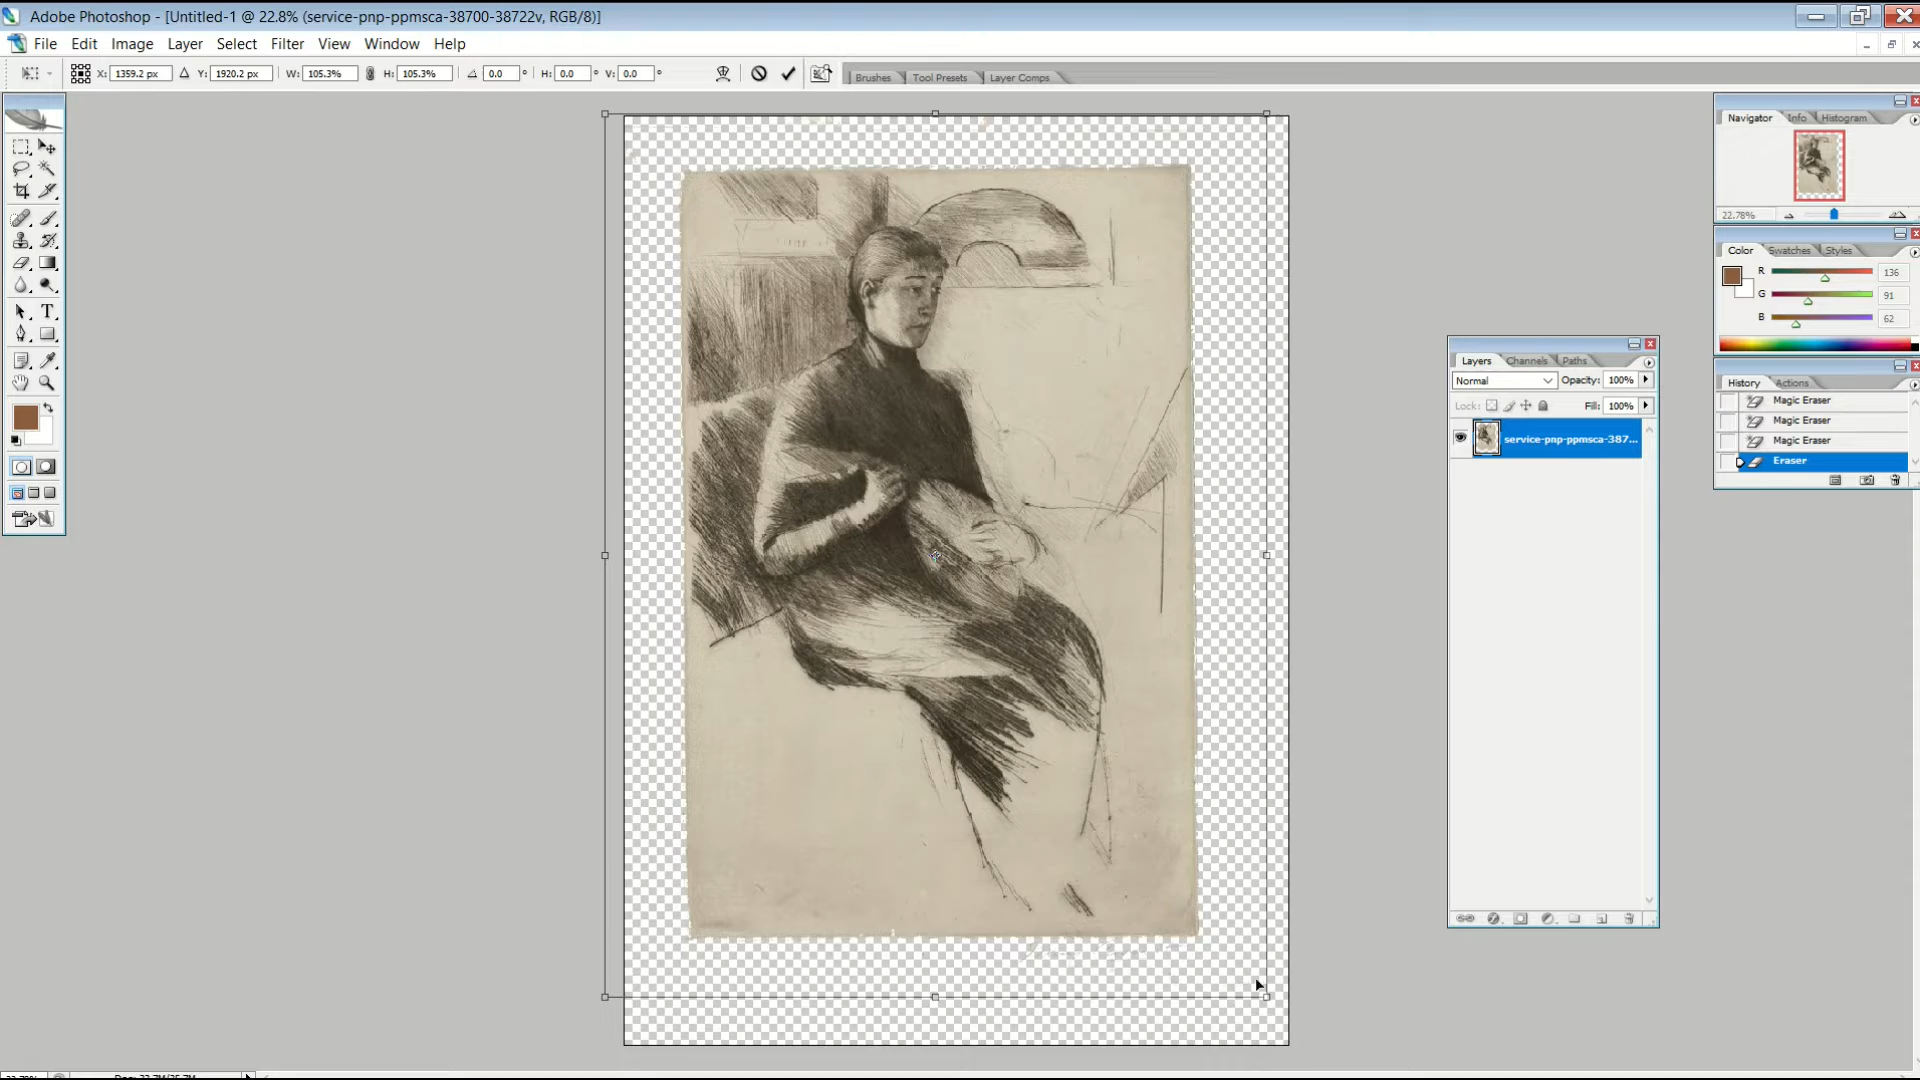 Adobe Photoshop - [Untitled-1 @ 22.8% (service-pnp-ppmsca-38700-38722v, RGB/8)]
File Edit Image Layer Select Filter View Window Help
X: 1359.2 px Y: 1920.2 px W: 105.3% H: 105.3% 0.0 ° H: 0.0 ° V: 0.0 °
Brushes Tool Presets Layer Comps
Navigator Info Histogram
22.78%
Color Swatches Styles
R 136
G 91
B 62
Layers Channels Paths
Normal Opacity: 100%
Lock: Fill: 100%
service-pnp-ppmsca-387...
History Actions
Magic Eraser
Magic Eraser
Magic Eraser
Eraser